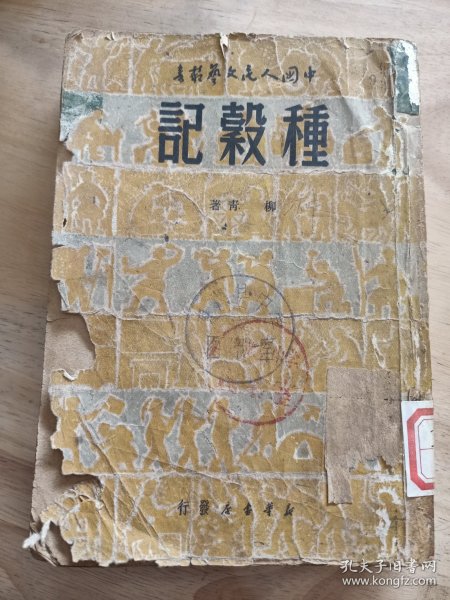 中国人民文藝叢書
種穀記
柳青著
新華書店發行
孔夫子旧书网
www.kongfz.com